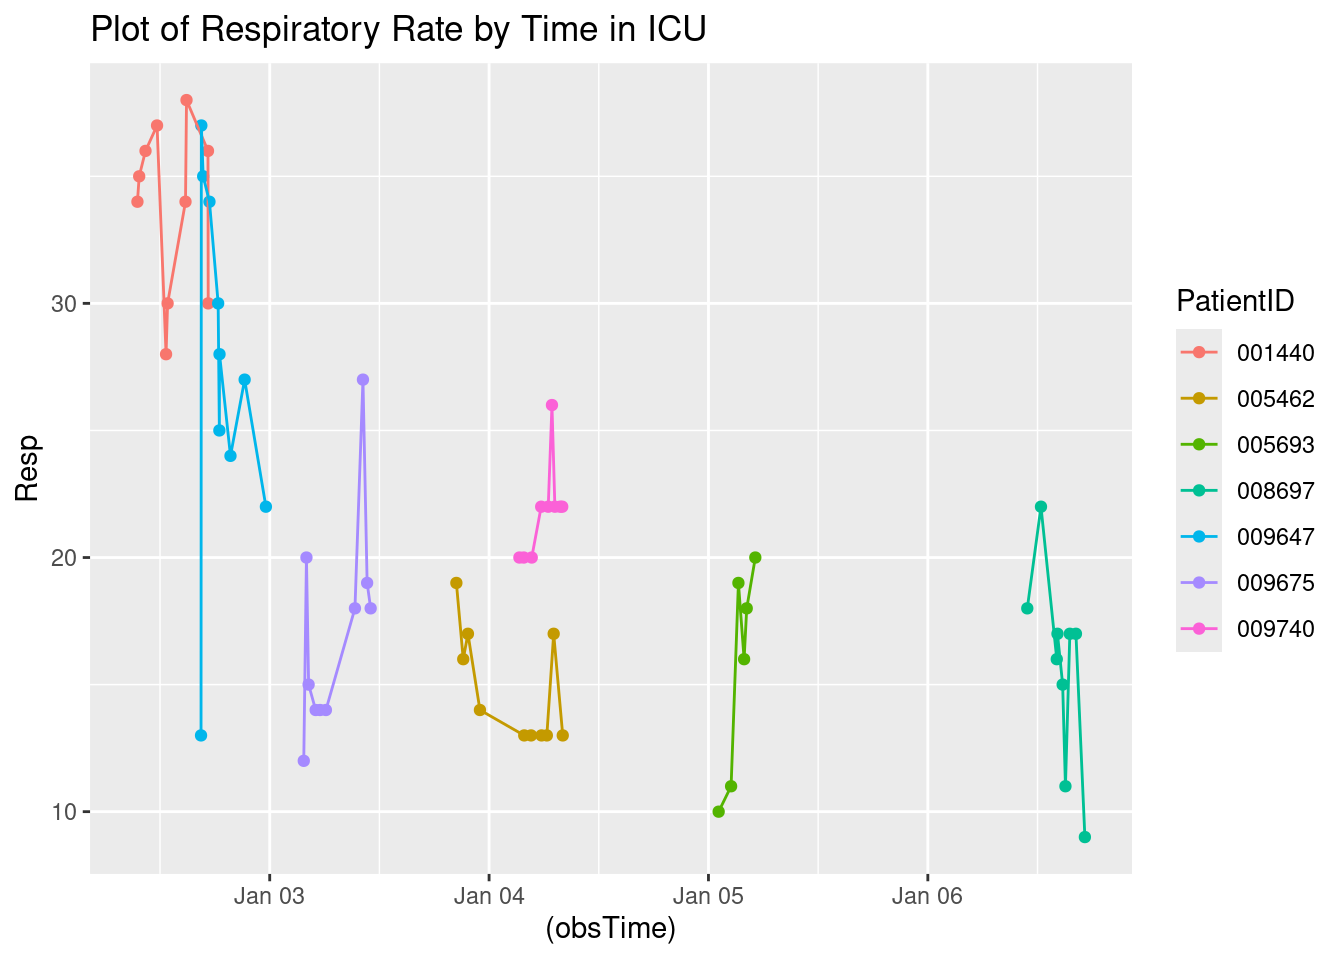 Plot of Respiratory Rate by Time in ICU
Resp
30
20
10
Jan 03
Jan 04
Jan 05
Jan 06
(obsTime)
PatientID
001440
005462
005693
008697
009647
009675
009740